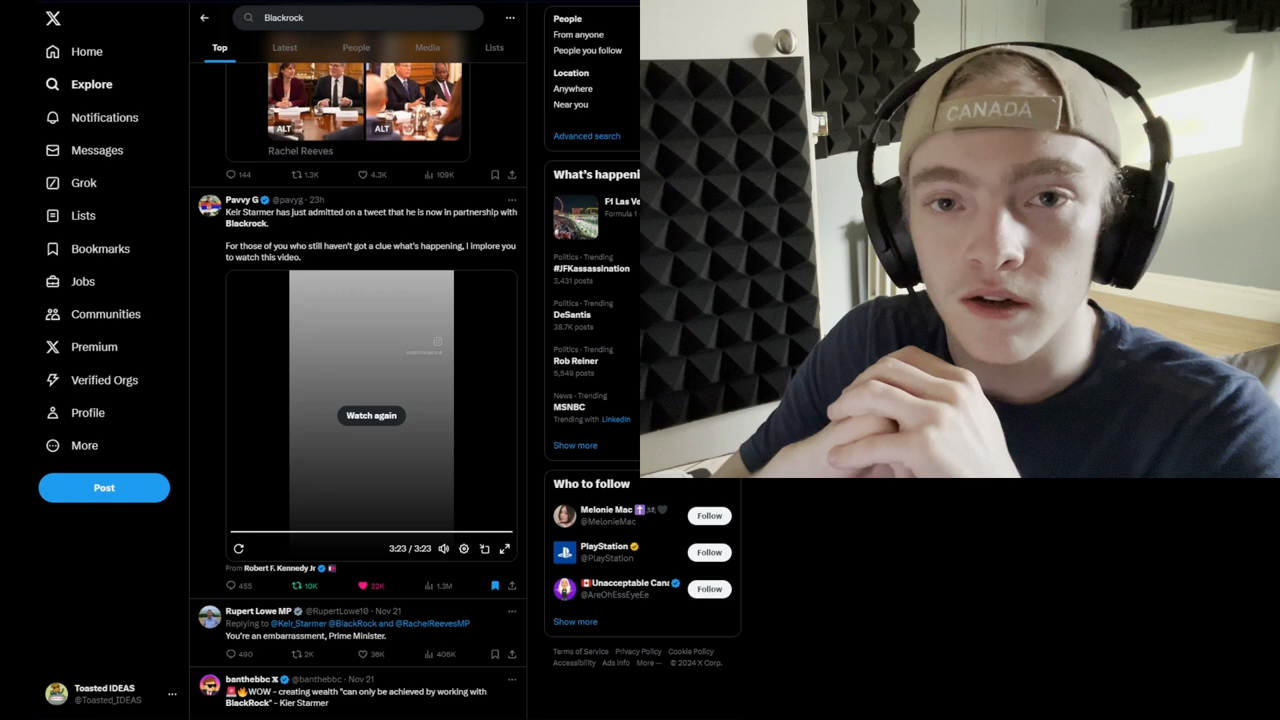 Home
Explore
Notifications
Messages
Grok
Lists
Bookmarks
Jobs
Communities
Premium
Verified Orgs
Profile
More
Post
Toasted IDEAS
@Toasted_IDEAS
Blackrock
Top
Latest
People
Media
Lists
ALT
ALT
Rachel Reeves
144
1.3K
4.3K
109K
Pavvy G @pavyg · 23h
Keir Starmer has just admitted on a tweet that he is now in partnership with
Blackrock.
For those of you who still haven't got a clue what's happening, I implore you
to watch this video.
Watch again
3:23 / 3:23
From Robert F. Kennedy Jr
455
10K
22K
1.3M
Rupert Lowe MP @RupertLowe10 · Nov 21
Replying to @Keir_Starmer @BlackRock and @RachelReevesMP
You're an embarrassment, Prime Minister.
490
2K
36K
406K
banthebbc @banthebbc · Nov 21
WOW - creating wealth "can only be achieved by working with
BlackRock" - Kier Starmer
People
From anyone
People you follow
Location
Anywhere
Near you
Advanced search
What's happeni
F1 Las Ve
Formula 1
Politics · Trending
#JFKassassination
3,431 posts
Politics · Trending
DeSantis
38.7K posts
Politics · Trending
Rob Reiner
5,549 posts
News · Trending
MSNBC
Trending with LinkedIn
Show more
Who to follow
Melonie Mac
@MelonieMac
Follow
PlayStation
@PlayStation
Follow
Unacceptable Cana
@AreOhEssEyeEe
Follow
Show more
Terms of Service Privacy Policy Cookie Policy
Accessibility Ads info More ··· © 2024 X Corp.
CANADA